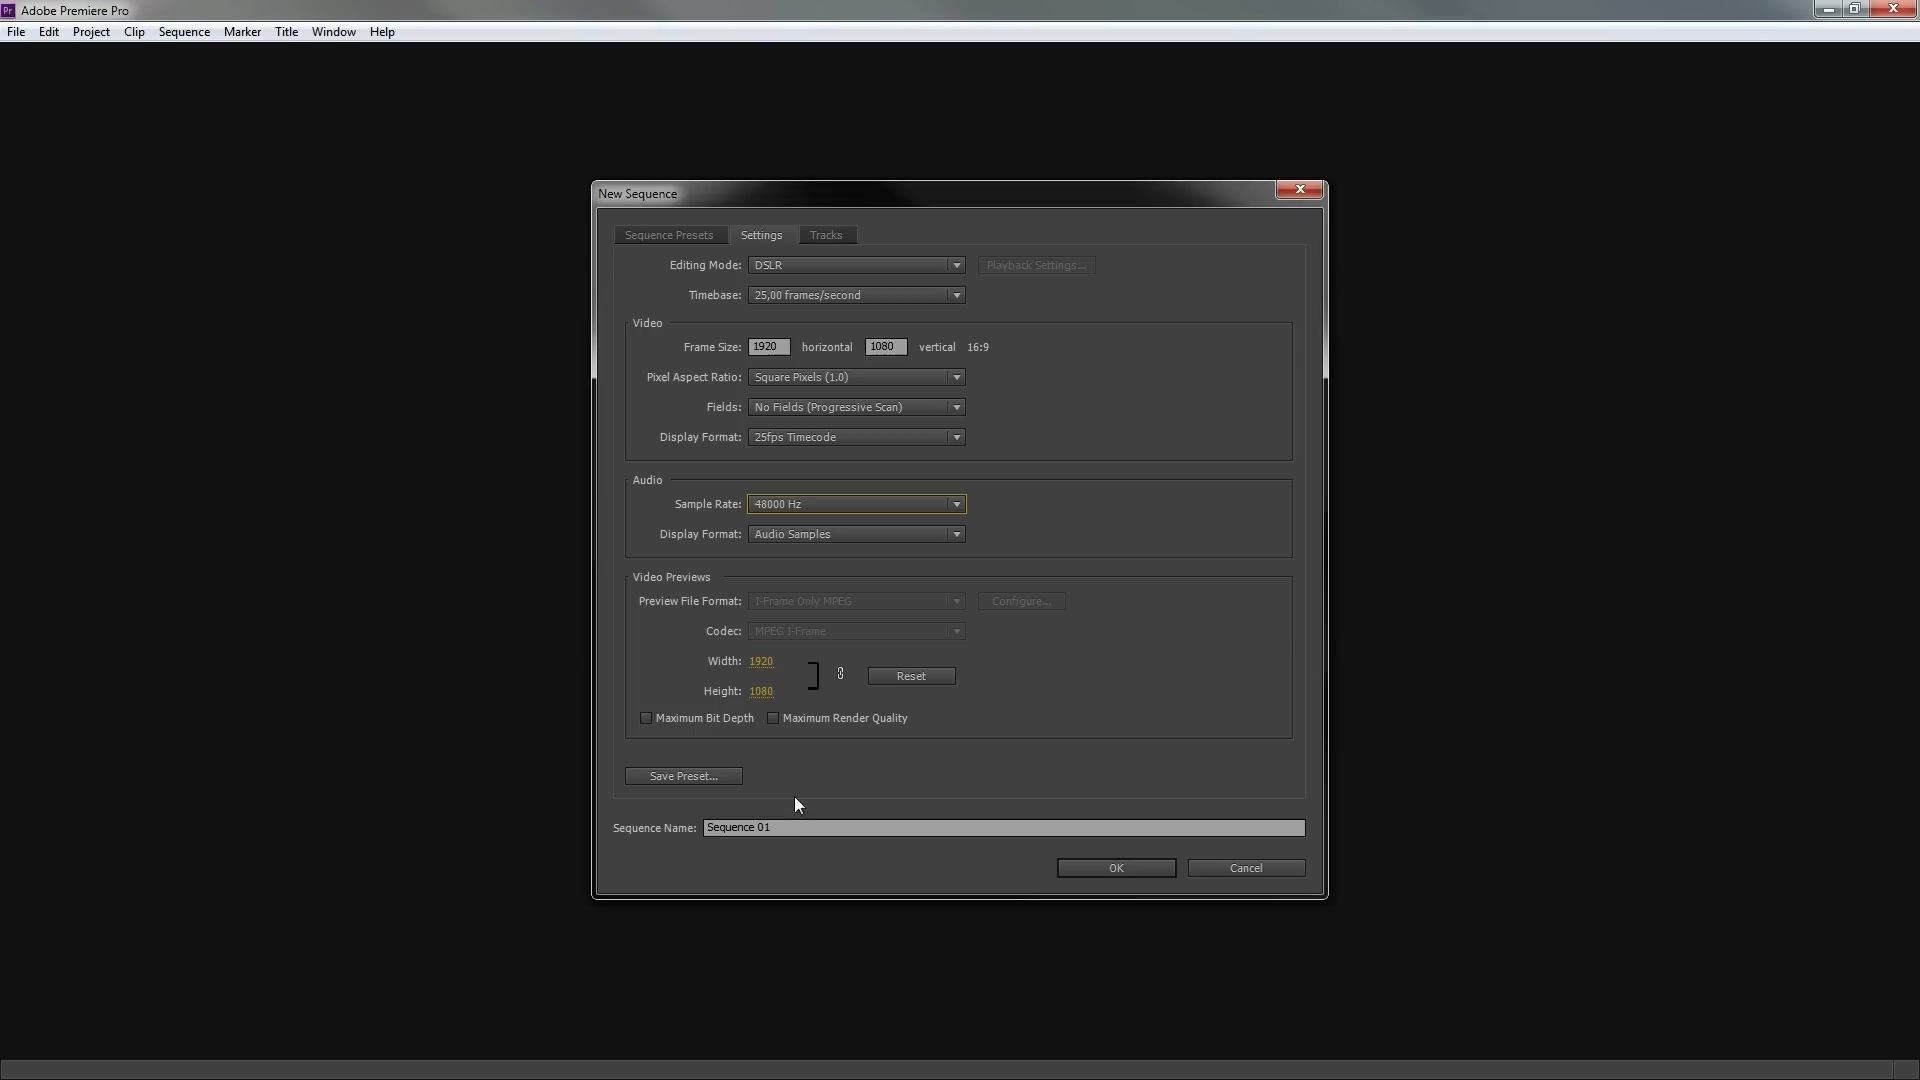 Pr Adobe Premiere Pro
File Edit Project Clip Sequence Marker Title Window Help
New Sequence
Sequence Presets Settings Tracks
Editing Mode: DSLR Playback Settings...
Timebase: 25,00 frames/second
Video
Frame Size: 1920 horizontal 1080 vertical 16:9
Pixel Aspect Ratio: Square Pixels (1.0)
Fields: No Fields (Progressive Scan)
Display Format: 25fps Timecode
Audio
Sample Rate: 48000 Hz
Display Format: Audio Samples
Video Previews
Preview File Format: I-Frame Only MPEG Configure...
Codec: MPEG I-Frame
Width: 1920
Height: 1080
Reset
Maximum Bit Depth Maximum Render Quality
Save Preset...
Sequence Name: Sequence 01
OK Cancel